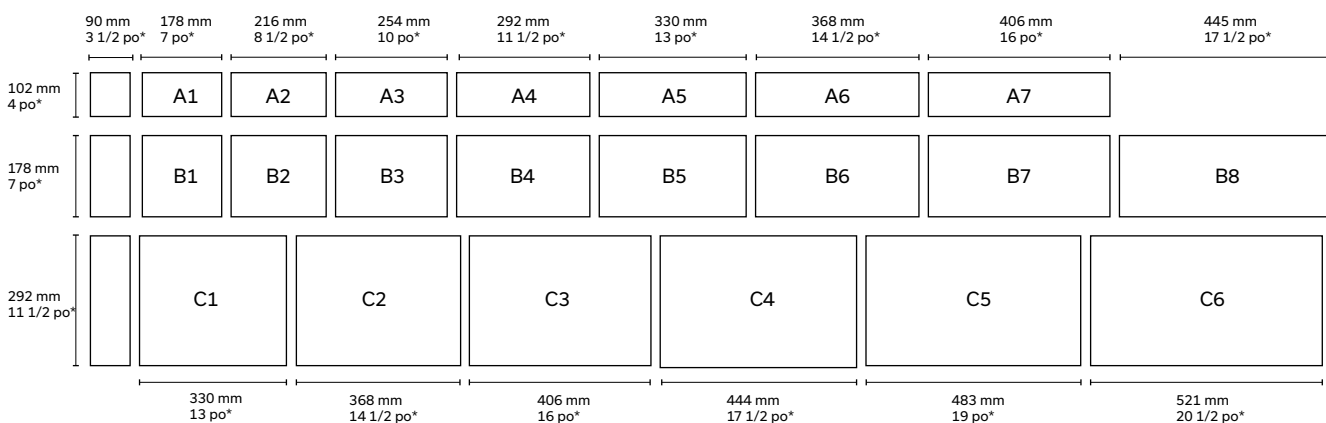 90 mm
3 1/2 po*
178 mm
7 po*
216 mm
8 1/2 po*
254 mm
10 po*
292 mm
11 1/2 po*
330 mm
13 po*
368 mm
14 1/2 po*
406 mm
16 po*
445 mm
17 1/2 po*
102 mm
4 po*
A1 A2 A3 A4 A5 A6 A7
178 mm
7 po*
B1 B2 B3 B4 B5 B6 B7 B8
292 mm
11 1/2 po*
C1 C2 C3 C4 C5 C6
330 mm
13 po*
368 mm
14 1/2 po*
406 mm
16 po*
444 mm
17 1/2 po*
483 mm
19 po*
521 mm
20 1/2 po*